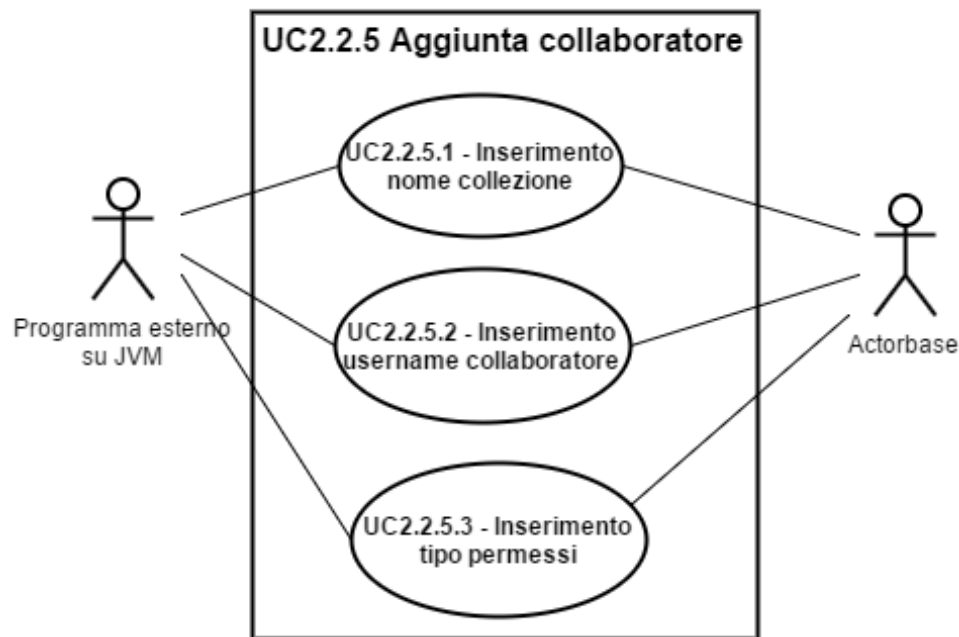 UC2.2.5 Aggiunta collaboratore
UC2.2.5.1 - Inserimento
nome collezione
Programma esterno
su JVM
UC2.2.5.2 - Inserimento
username collaboratore
Actorbase
UC2.2.5.3 - Inserimento
tipo permessi